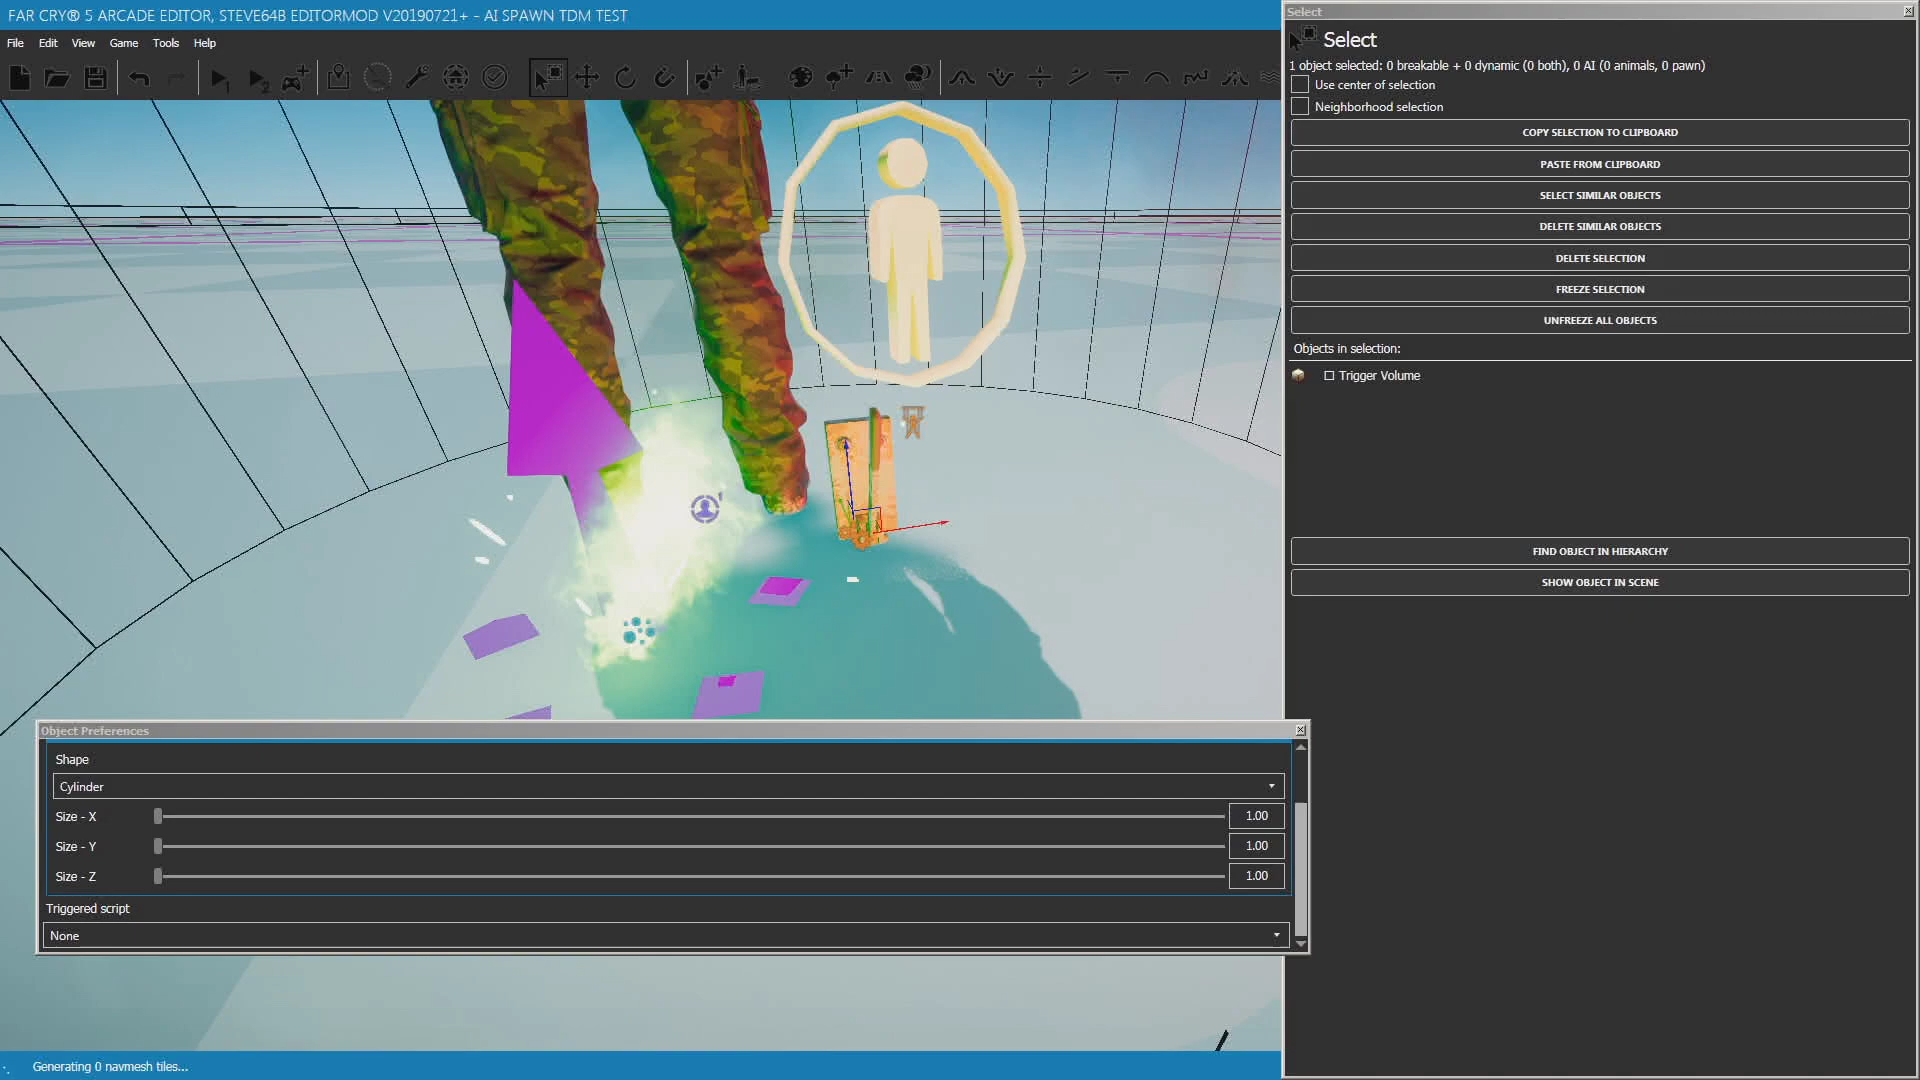 FAR CRY® 5 ARCADE EDITOR, STEVE64B EDITORMOD V20190721+ - AI SPAWN TDM TEST
File Edit View Game Tools Help
Select
Select
1 object selected: 0 breakable + 0 dynamic (0 both), 0 AI (0 animals, 0 pawn)
Use center of selection
Neighborhood selection
COPY SELECTION TO CLIPBOARD
PASTE FROM CLIPBOARD
SELECT SIMILAR OBJECTS
DELETE SIMILAR OBJECTS
DELETE SELECTION
FREEZE SELECTION
UNFREEZE ALL OBJECTS
Objects in selection:
Trigger Volume
FIND OBJECT IN HIERARCHY
SHOW OBJECT IN SCENE
Object Preferences
Shape
Cylinder
Size - X 1.00
Size - Y 1.00
Size - Z 1.00
Triggered script
None
Generating 0 navmesh tiles...